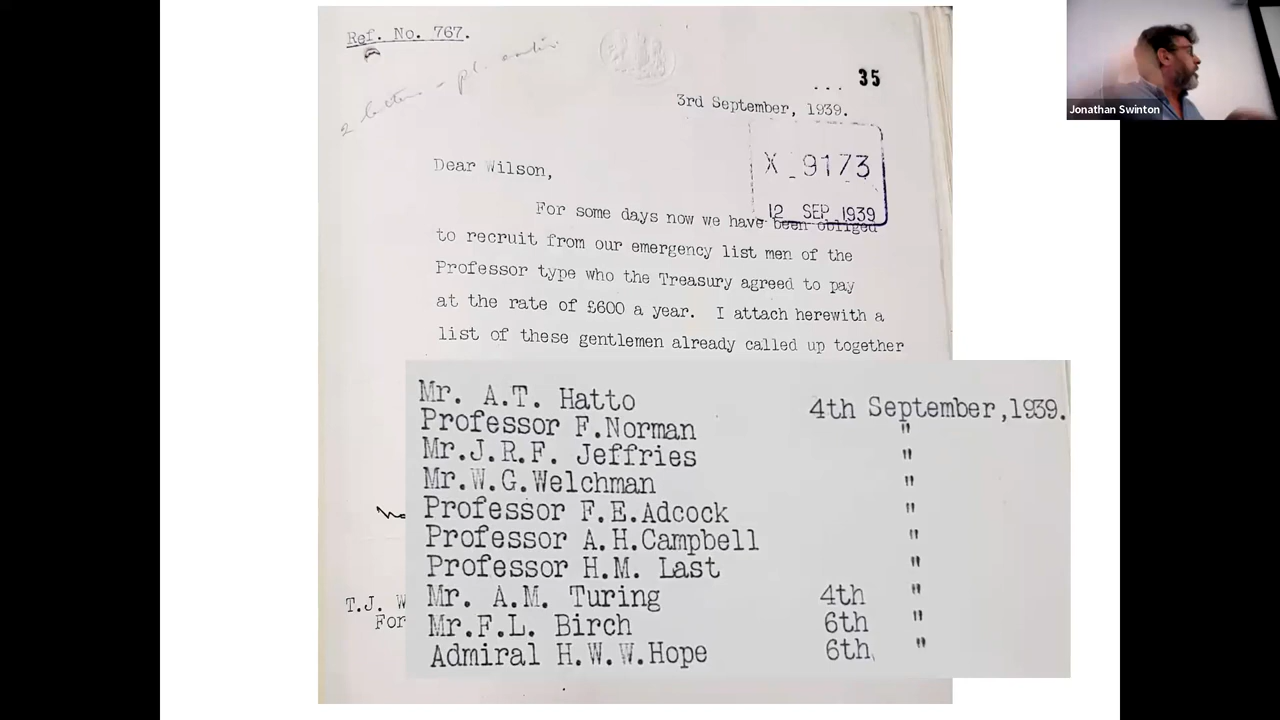 Ref. No. 767.
35
3rd September, 1939.
X 9173
12 SEP 1939
Dear Wilson,
For some days now we have been obliged
to recruit from our emergency list men of the
Professor type who the Treasury agreed to pay
at the rate of £600 a year. I attach herewith a
list of these gentlemen already called up together
T.J. W
For
Mr. A.T. Hatto 4th September,1939.
Professor F.Norman "
Mr.J.R.F. Jeffries "
Mr.W.G.Welchman "
Professor F.E.Adcock "
Professor A.H.Campbell "
Professor H.M. Last "
Mr. A.M. Turing 4th "
Mr.F.L. Birch 6th "
Admiral H.W.W.Hope 6th "
Jonathan Swinton